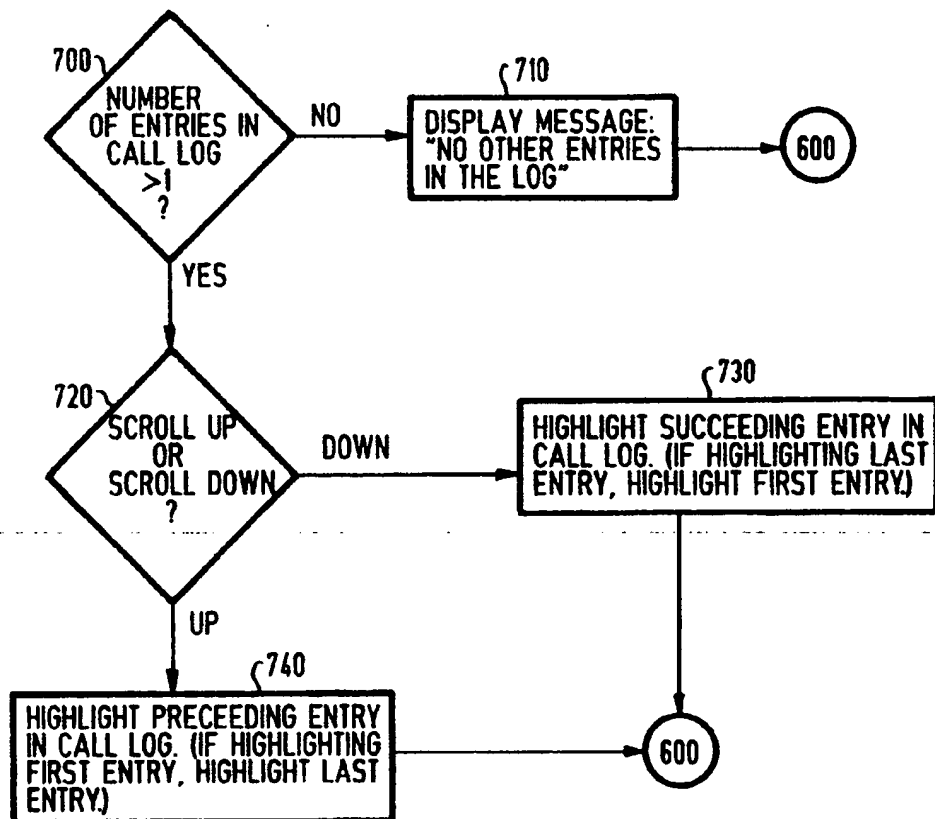 700
NUMBER
OF ENTRIES IN
CALL LOG
>1
?
NO
710
DISPLAY MESSAGE:
"NO OTHER ENTRIES
IN THE LOG"
600
YES
720
SCROLL UP
OR
SCROLL DOWN
?
DOWN
730
HIGHLIGHT SUCCEEDING ENTRY IN
CALL LOG. (IF HIGHLIGHTING LAST
ENTRY, HIGHLIGHT FIRST ENTRY.)
UP
740
HIGHLIGHT PRECEEDING ENTRY
IN CALL LOG. (IF HIGHLIGHTING
FIRST ENTRY, HIGHLIGHT LAST
ENTRY.)
600